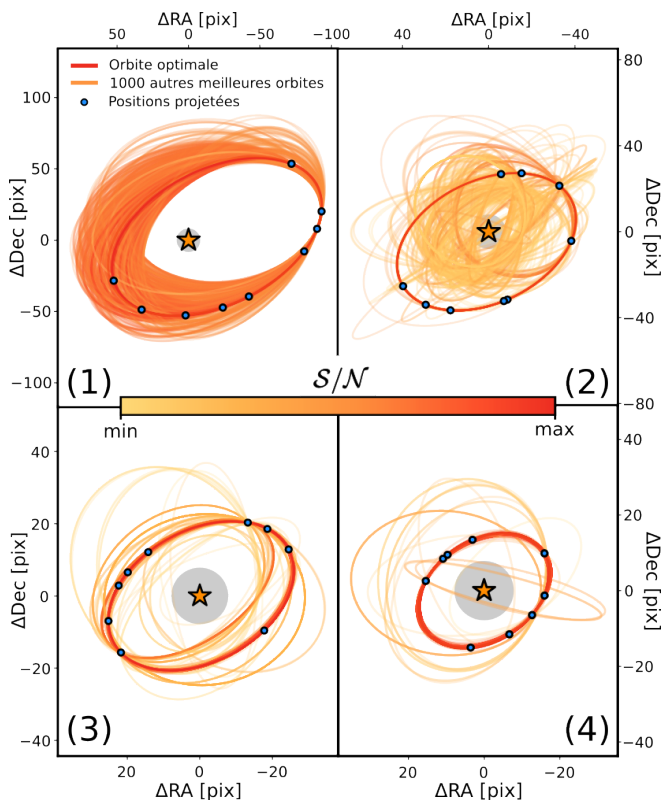 ΔRA [pix] ΔRA [pix]
50 0 −50 −100 40 0 −40
Orbite optimale
1000 autres meilleures orbites
Positions projetées
ΔDec [pix]
100
50
0
−50
−100
80
40
0
−40
−80
ΔDec [pix]
(1) (2)
S/N
min max
ΔDec [pix]
40
20
0
−20
−40
40
20
0
−20
−40
ΔDec [pix]
(3) (4)
20 0 −20 20 0 −20
ΔRA [pix] ΔRA [pix]